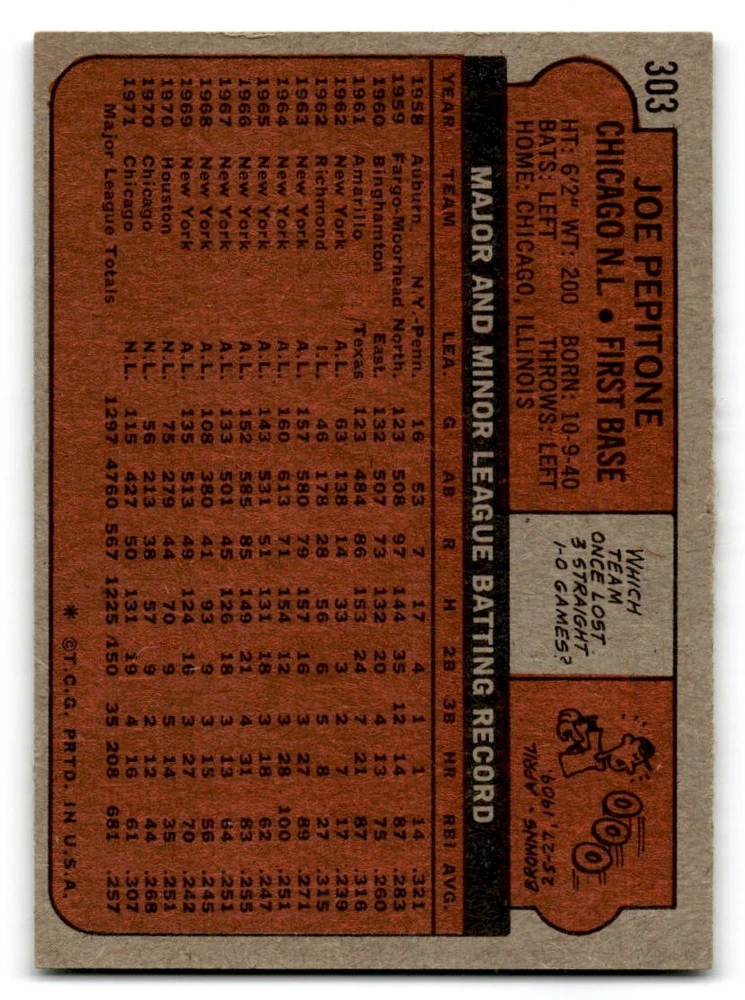 303
JOE PEPITONE
CHICAGO N.L. • FIRST BASE
HT: 6'2" WT: 200 BORN: 10-9-40
BATS: LEFT THROWS: LEFT
HOME: CHICAGO, ILLINOIS
WHICH
TEAM
ONCE LOST
3 STRAIGHT
1-0 GAMES?
BROWNS - APRIL
25-27, 1909.
MAJOR AND MINOR LEAGUE BATTING RECORD
YEAR TEAM LEA. G AB R H 2B 3B HR RBI AVG.
1958 Auburn N.Y.-Penn. 16 53 7 17 4 1 1 14 .321
1959 Fargo-Moorhead North. 123 508 97 144 35 12 14 87 .283
1960 Binghamton East. 132 507 73 132 20 4 13 75 .260
1961 Amarillo Texas 123 484 86 153 24 7 21 87 .316
1962 New York A.L. 63 138 14 33 3 2 7 17 .239
1962 Richmond I.L. 46 178 28 56 6 5 8 27 .315
1963 New York A.L. 157 580 79 157 16 3 27 89 .271
1964 New York A.L. 160 613 71 154 12 3 28 100 .251
1965 New York A.L. 143 531 51 131 18 3 18 62 .247
1966 New York A.L. 152 585 85 149 21 4 31 83 .255
1967 New York A.L. 133 501 45 126 18 3 13 64 .251
1968 New York A.L. 108 380 41 93 9 3 15 56 .245
1969 New York A.L. 135 513 49 124 16 3 27 70 .242
1970 Houston N.L. 75 279 44 70 9 5 14 35 .251
1970 Chicago N.L. 56 213 38 57 9 2 12 44 .268
1971 Chicago N.L. 115 427 50 131 19 4 16 61 .307
Major League Totals 1297 4760 567 1225 150 35 208 681 .257
* ©T.C.G. PRTD. IN U.S.A.